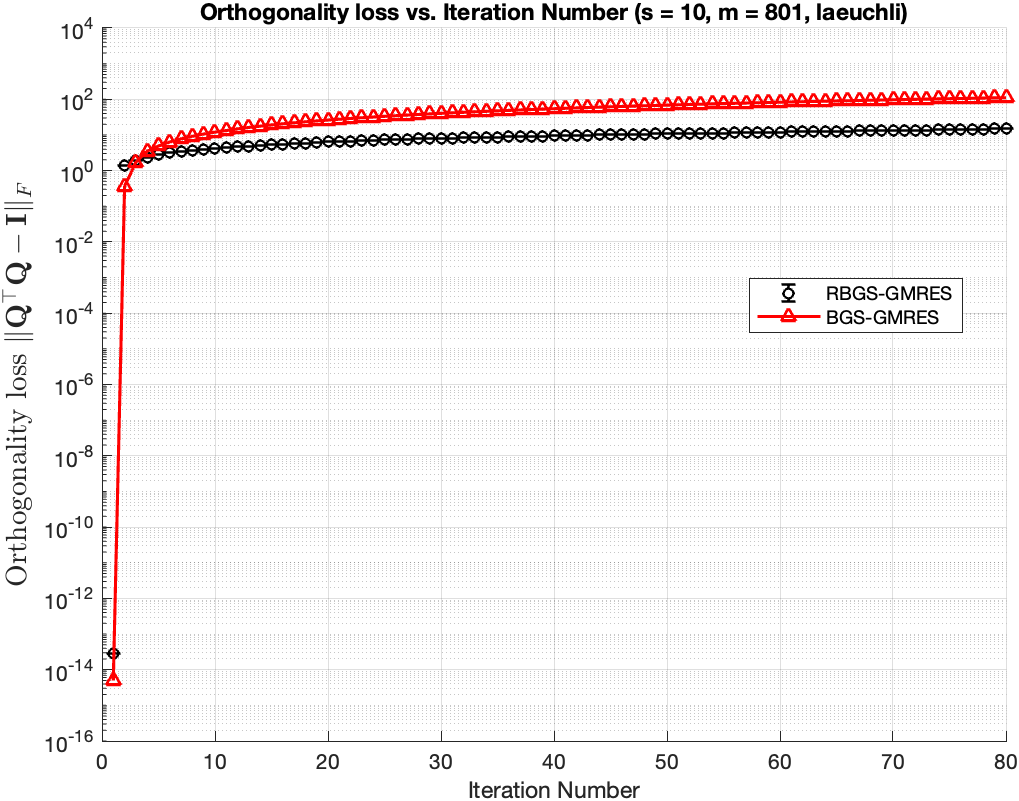 Orthogonality loss vs. Iteration Number (s = 10, m = 801, laeuchli)
Orthogonality loss ||Q^⊤Q − I||_F
10^4
10^2
10^0
10^-2
10^-4
10^-6
10^-8
10^-10
10^-12
10^-14
10^-16
RBGS-GMRES
BGS-GMRES
0 10 20 30 40 50 60 70 80
Iteration Number